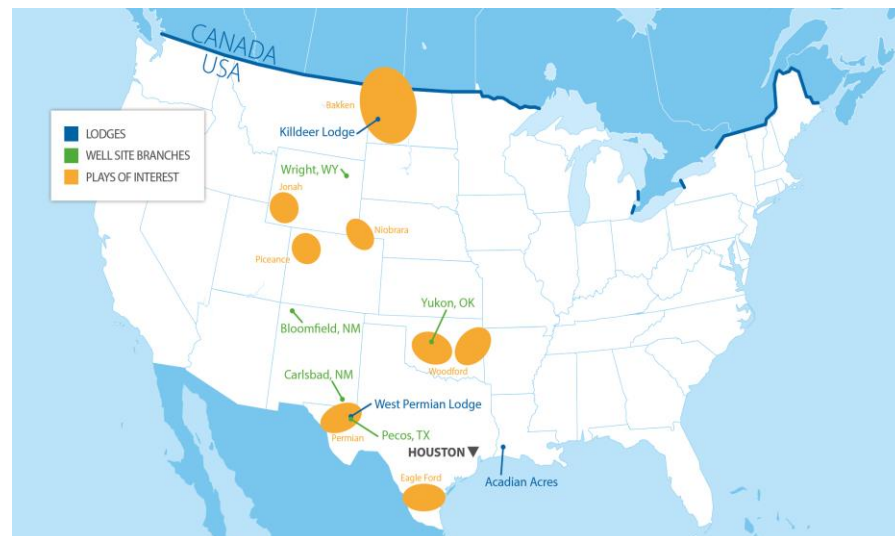 CANADA
USA
Bakken
Killdeer Lodge
LODGES
WELL SITE BRANCHES
PLAYS OF INTEREST
Wright, WY
Jonah
Niobrara
Piceance
Yukon, OK
Bloomfield, NM
Woodford
Carlsbad, NM
West Permian Lodge
Permian
Pecos, TX
HOUSTON
Eagle Ford
Acadian Acres